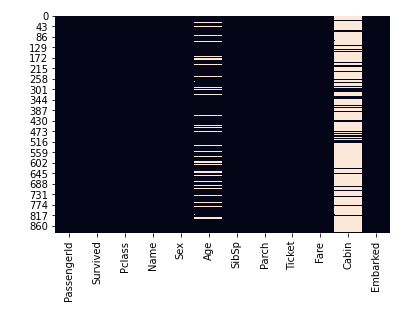 0
43
86
129
172
215
258
301
344
387
430
473
516
559
602
645
688
731
774
817
860
PassengerId
Survived
Pclass
Name
Sex
Age
SibSp
Parch
Ticket
Fare
Cabin
Embarked